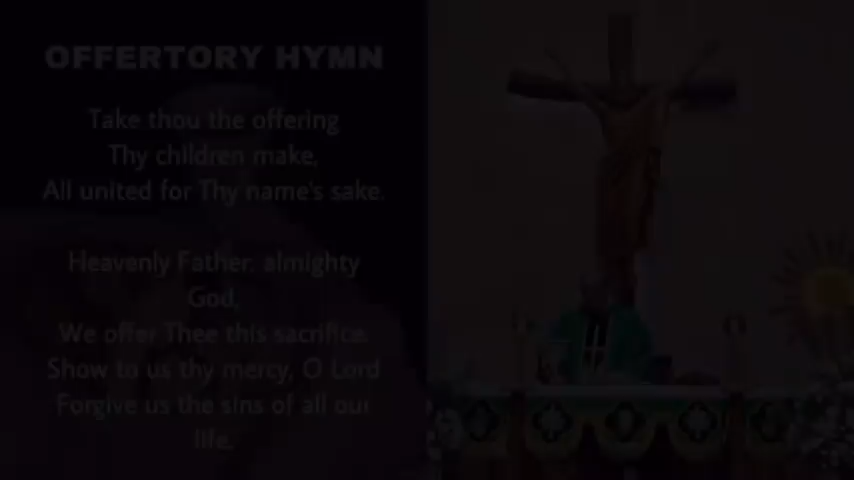 OFFERTORY HYMN
Take thou the offering
Thy children make,
All united for Thy name's sake.
Heavenly Father, almighty
God,
We offer Thee this sacrifice.
Show to us thy mercy, O Lord
Forgive us the sins of all our
life.